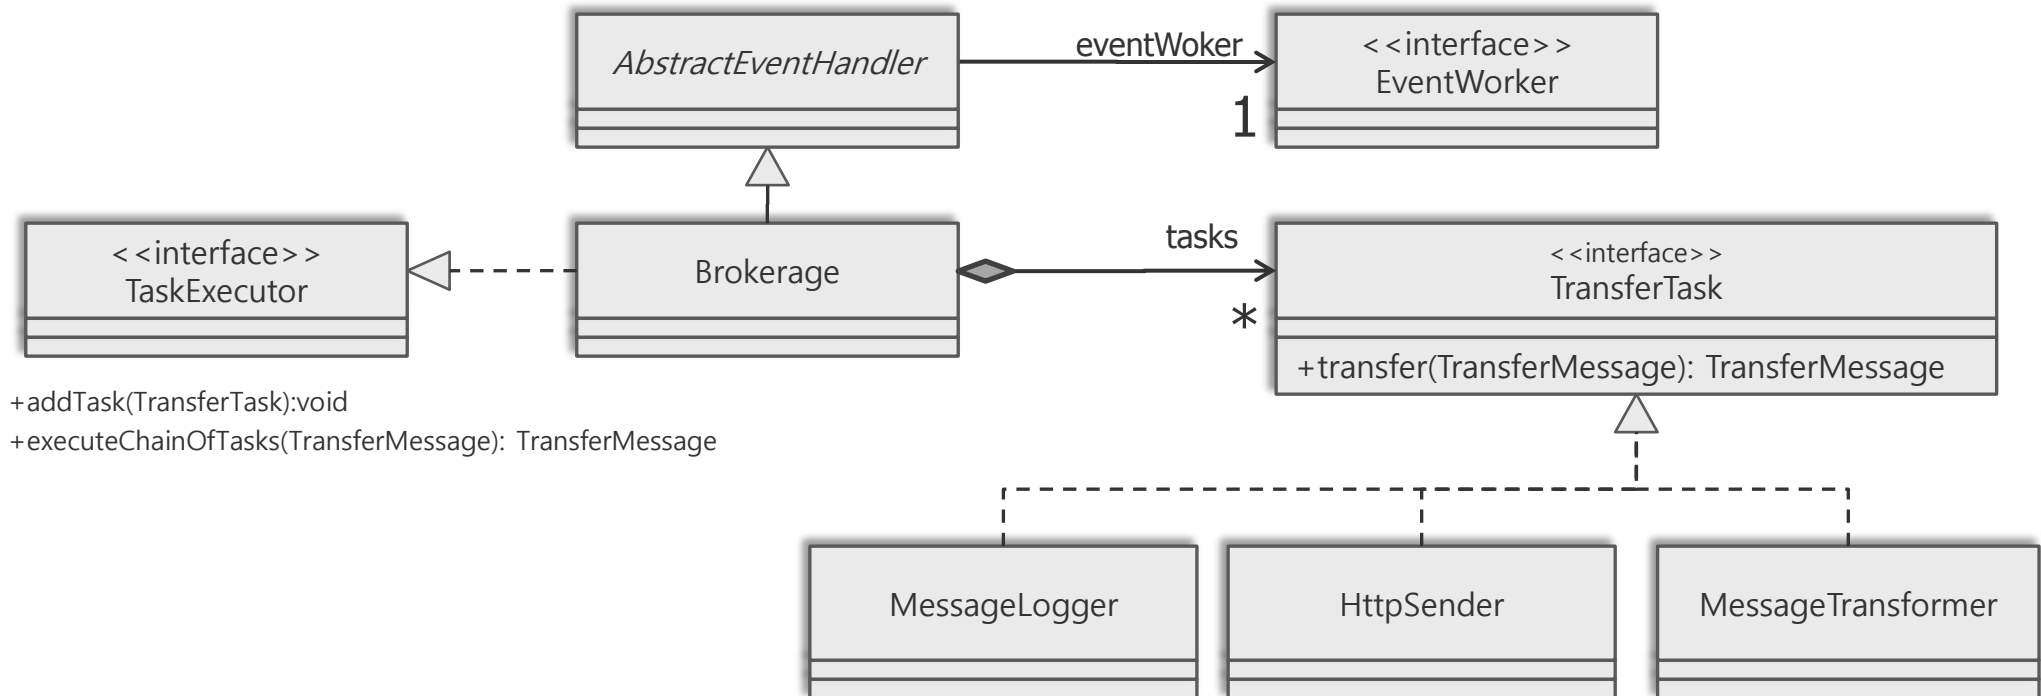 AbstractEventHandler
eventWoker
1
<<interface>>
EventWorker
<<interface>>
TaskExecutor
Brokerage
tasks
*
<<interface>>
TransferTask
+transfer(TransferMessage): TransferMessage
+addTask(TransferTask):void
+executeChainOfTasks(TransferMessage): TransferMessage
MessageLogger
HttpSender
MessageTransformer